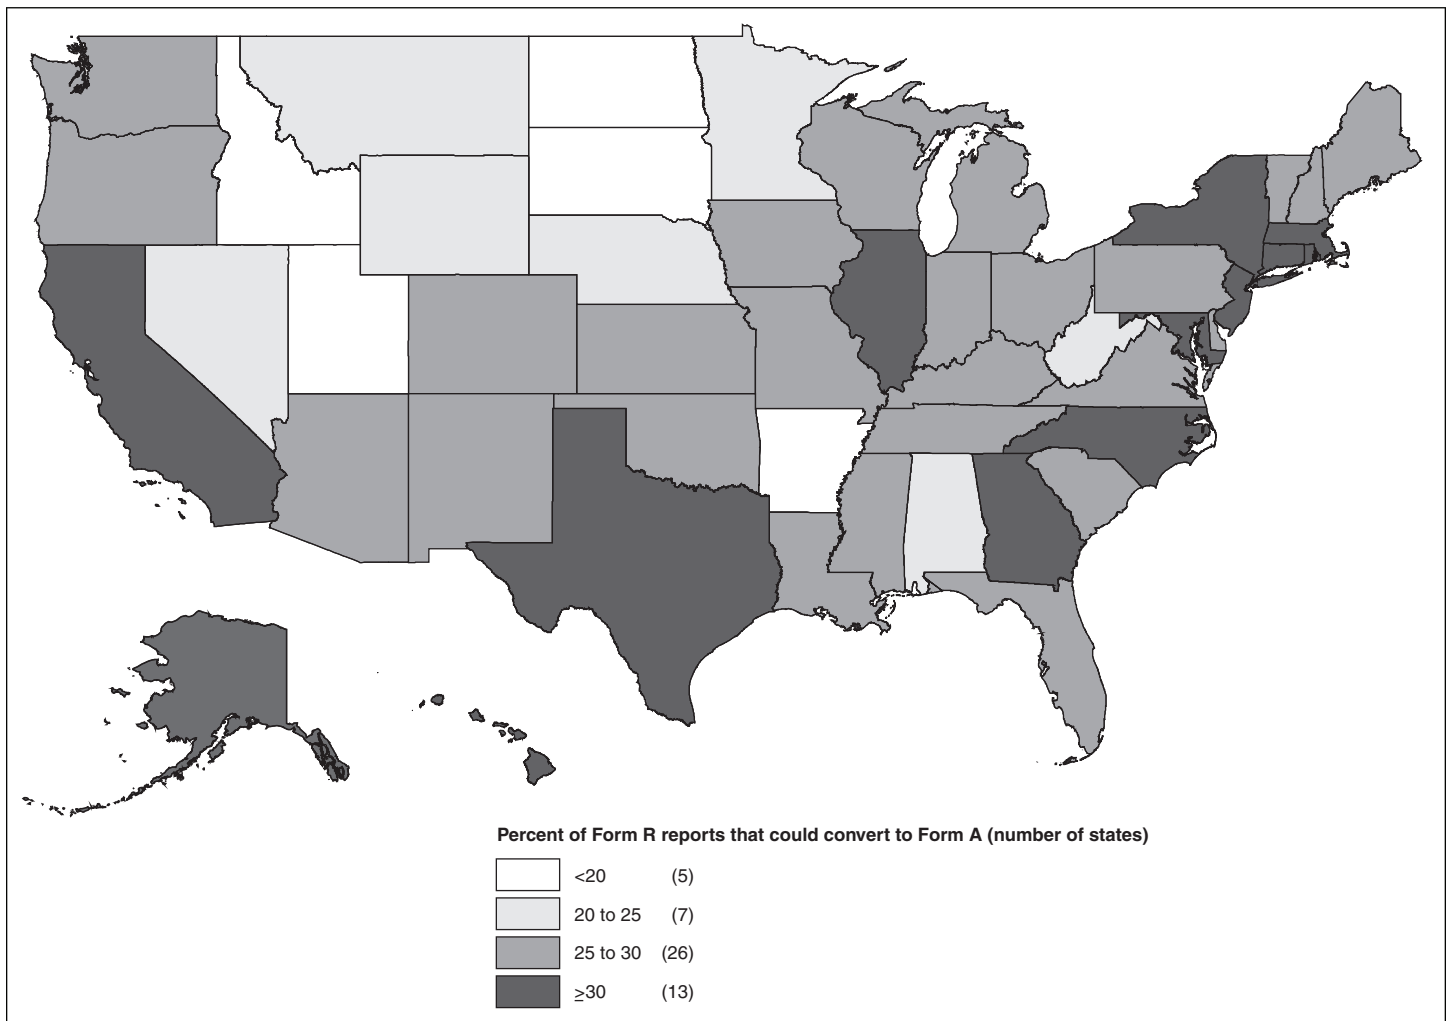 Percent of Form R reports that could convert to Form A (number of states)
<20 (5)
20 to 25 (7)
25 to 30 (26)
≥30 (13)